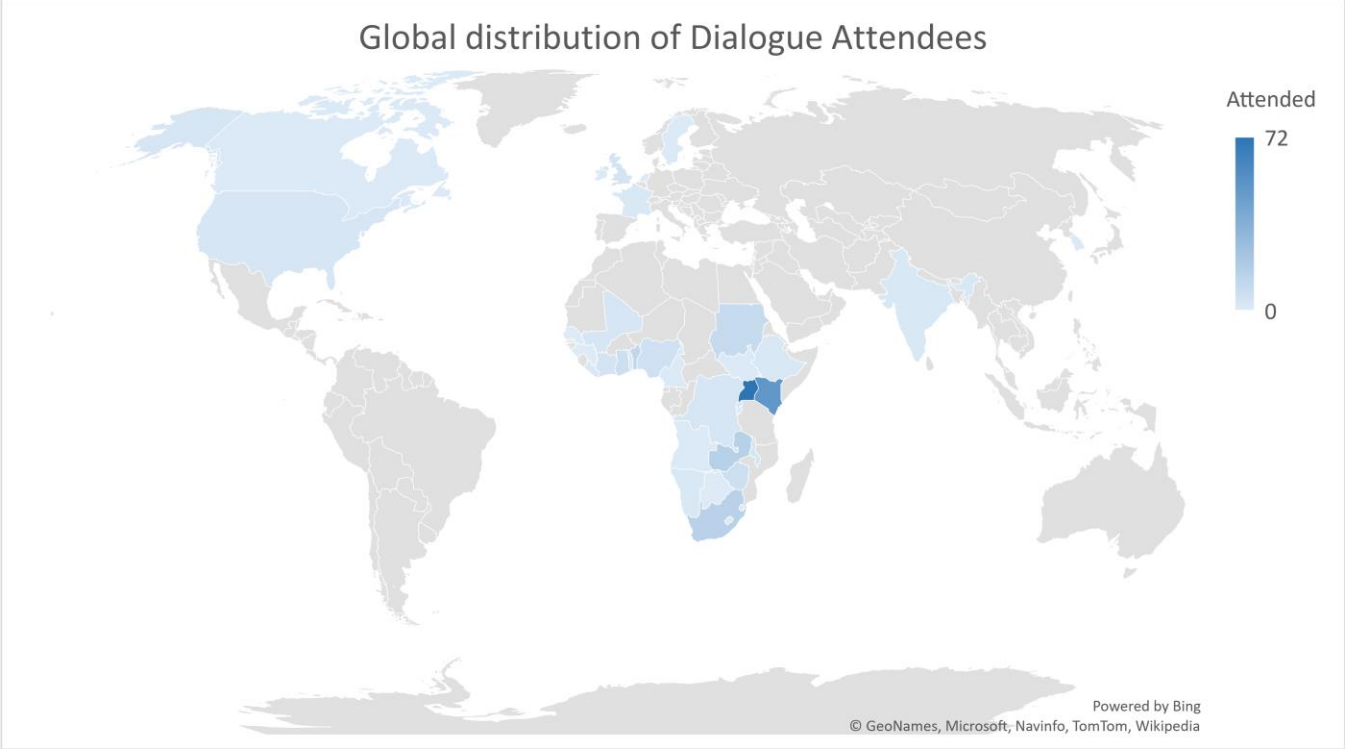 Global distribution of Dialogue Attendees
Attended
72
0
Powered by Bing
© GeoNames, Microsoft, Navinfo, TomTom, Wikipedia